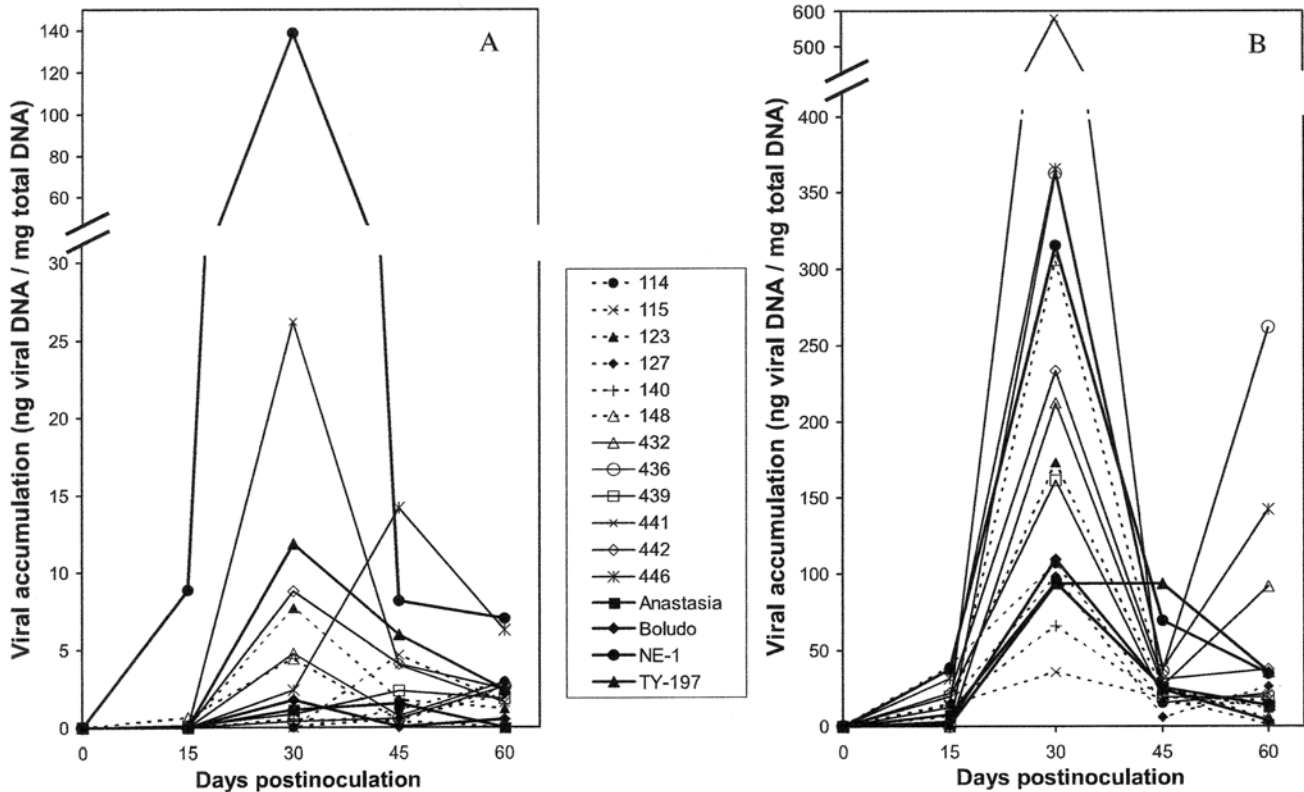 A
Viral accumulation (ng viral DNA / mg total DNA)
140
120
100
80
60
30
25
20
15
10
5
0
0 15 30 45 60
Days postinoculation
114
115
123
127
140
148
432
436
439
441
442
446
Anastasia
Boludo
NE-1
TY-197
B
Viral accumulation (ng viral DNA / mg total DNA)
600
500
400
350
300
250
200
150
100
50
0
0 15 30 45 60
Days postinoculation